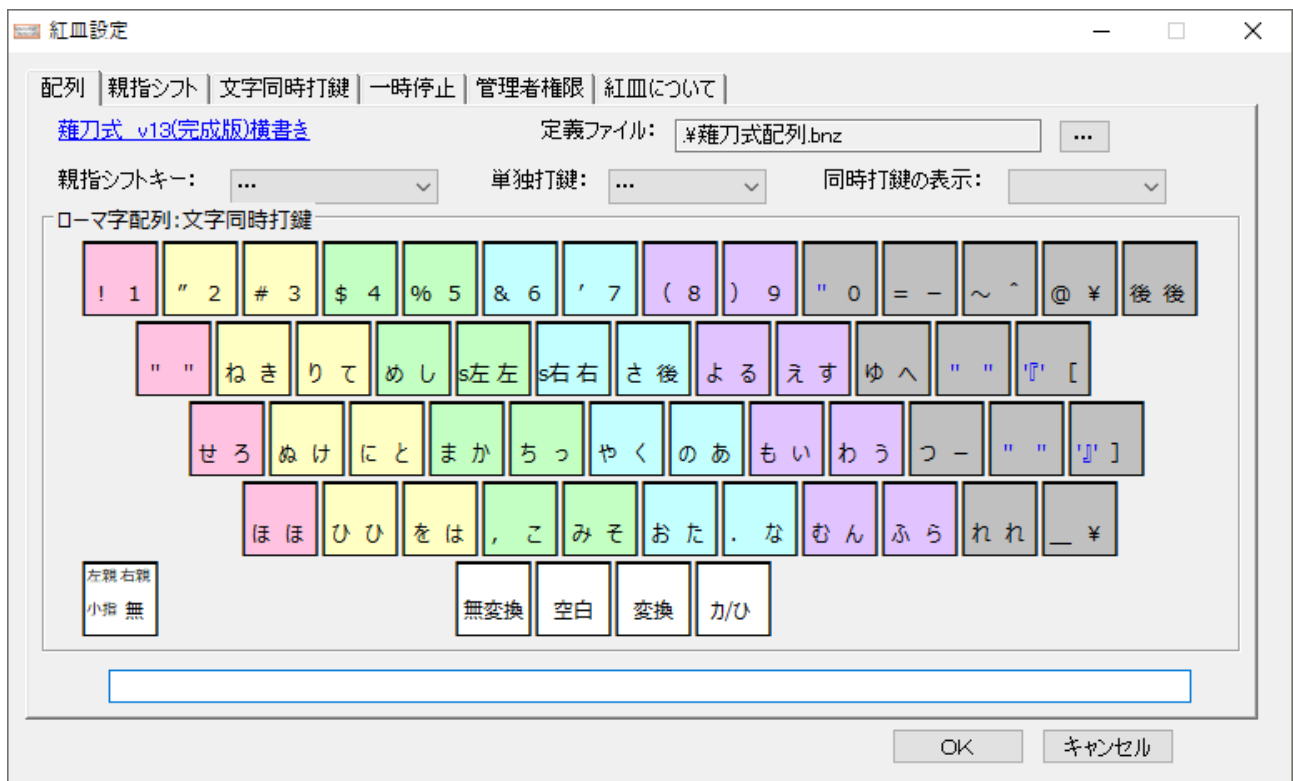 紅皿設定
配列 親指シフト 文字同時打鍵 一時停止 管理者権限 紅皿について
薙刀式 v13(完成版)横書き 定義ファイル: .¥薙刀式配列.bnz ...
親指シフトキー: ... 単独打鍵: ... 同時打鍵の表示:
ローマ字配列:文字同時打鍵
! 1 ″ 2 # 3 $ 4 % 5 & 6 ′ 7 ( 8 ) 9 " 0 = - ～ ^ @ ¥ 後 後
" " ね き り て め し s左 左 s右 右 さ 後 よ る え す ゆ へ " " '『' [
せ ろ ぬ け に と ま か ち っ や く の あ も い わ う つ ー " " '』' ]
ほ ほ ひ ひ を は , こ み そ お た . な む ん ふ ら れ れ _ ¥
左親 右親
小指 無 無変換 空白 変換 カ/ひ
OK キャンセル